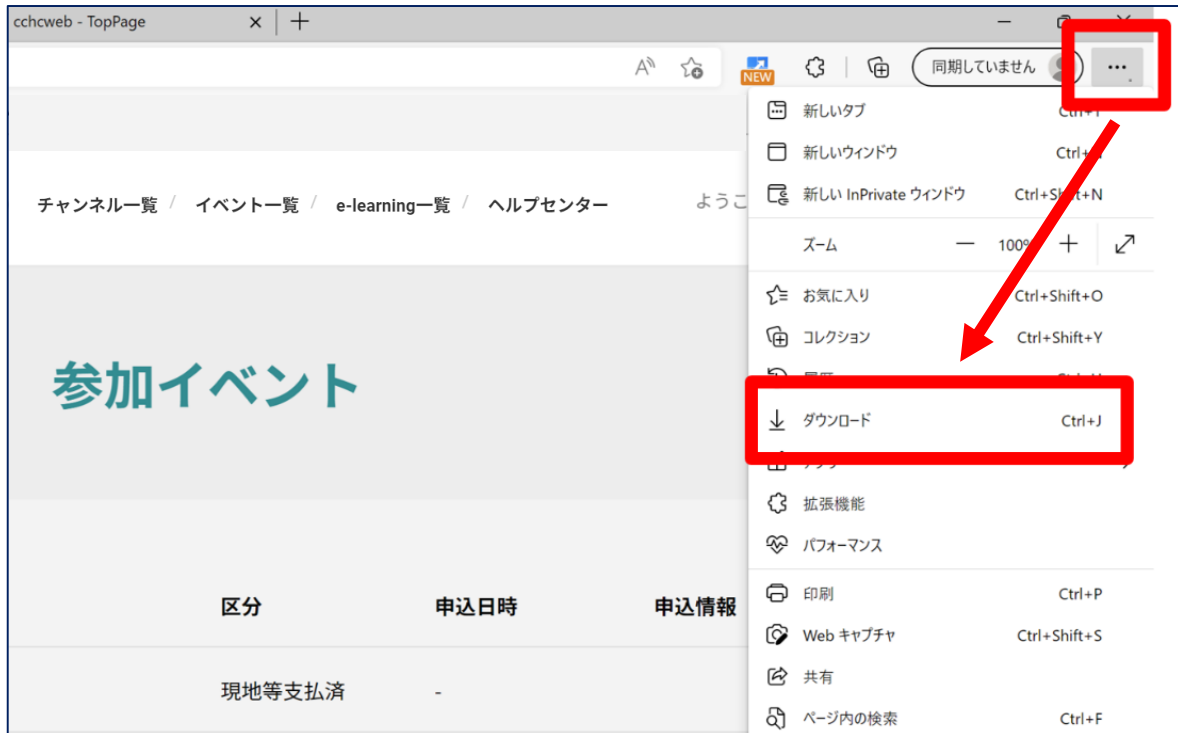 cchcweb - TopPage
NEW
同期していません
新しいタブ
新しいウィンドウ
新しい InPrivate ウィンドウ Ctrl+Shift+N
ズーム 100%
お気に入り Ctrl+Shift+O
コレクション Ctrl+Shift+Y
ダウンロード Ctrl+J
拡張機能
パフォーマンス
印刷 Ctrl+P
Web キャプチャ Ctrl+Shift+S
共有
ページ内の検索 Ctrl+F
チャンネル一覧 / イベント一覧 / e-learning一覧 / ヘルプセンター
ようこ
参加イベント
区分 申込日時 申込情報
現地等支払済 -